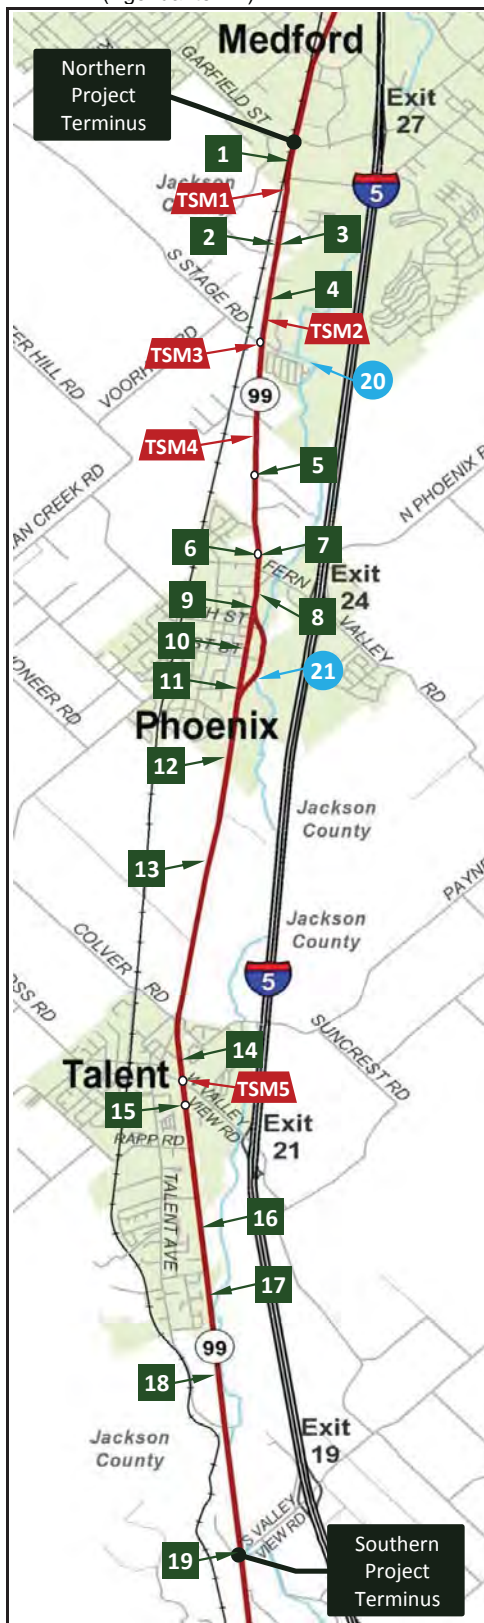 Medford
Northern
Project
Terminus
GARFIELD ST
Exit
27
1
5
TSM1
2
3
S STAGE RD
4
TSM2
TSM3
20
99
TSM4
5
6
7
FERN
VALLEY
RD
Exit
24
8
9
10
11
21
Phoenix
12
Jackson
County
13
Jackson
County
COLVER RD
5
SUNCREST RD
14
Talent
TSM5
W VALLEY
VIEW RD
15
RAPP RD
Exit
21
TALENT AVE
16
17
99
18
Exit
19
Jackson
County
S VALLEY
VIEW RD
19
Southern
Project
Terminus